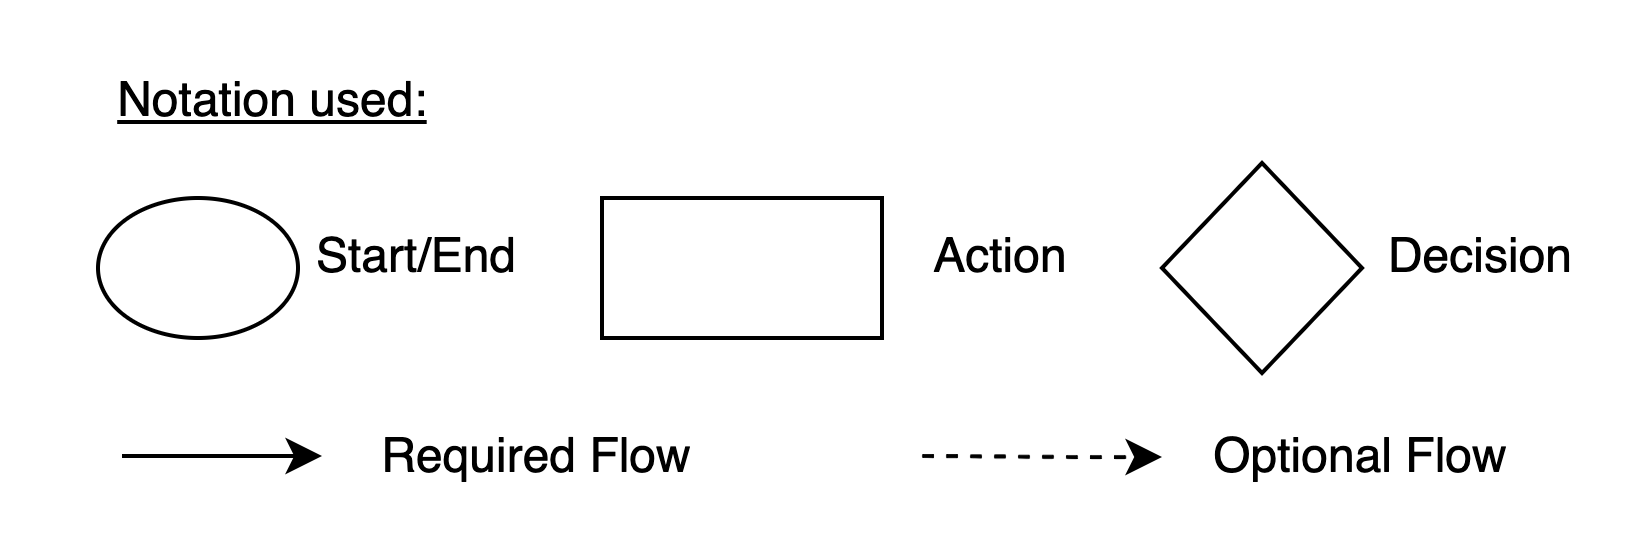 Notation used:
Start/End
Action
Decision
Required Flow
Optional Flow